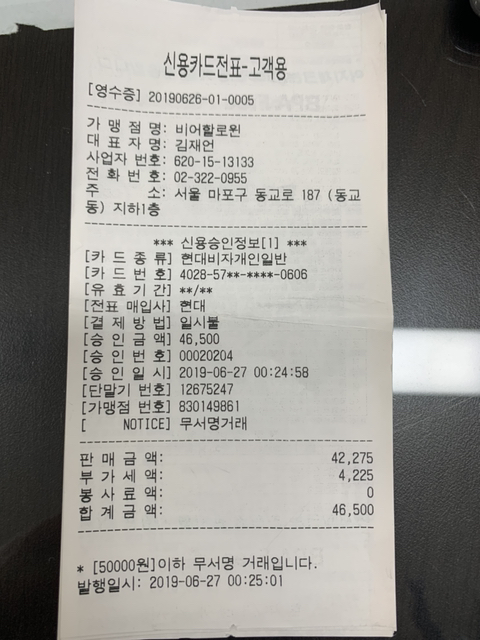 신용카드전표-고객용
[영수증] 20190626-01-0005
가 맹 점 명: 비어할로윈
대 표 자 명: 김재언
사업자 번호: 620-15-13133
전 화 번 호: 02-322-0955
주 소: 서울 마포구 동교로 187 (동교
동) 지하1층
*** 신용승인정보[1] ***
[카 드 종 류] 현대비자개인일반
[카 드 번 호] 4028-57**-****-0606
[유 효 기 간] **/**
[전표 매입사] 현대
[결 제 방 법] 일시불
[승 인 금 액] 46,500
[승 인 번 호] 00020204
[승 인 일 시] 2019-06-27 00:24:58
[단말기 번호] 12675247
[가맹점 번호] 830149861
[ NOTICE] 무서명거래
판 매 금 액: 42,275
부 가 세 액: 4,225
봉 사 료 액: 0
합 계 금 액: 46,500
* [50000원]이하 무서명 거래입니다.
발행일시: 2019-06-27 00:25:01